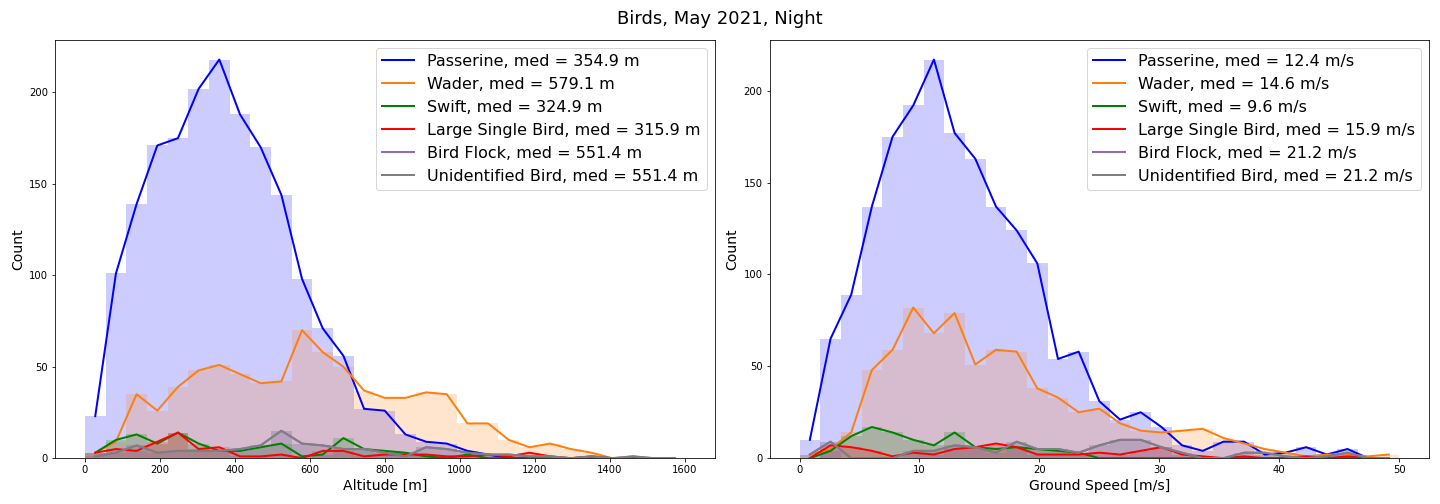 Birds, May 2021, Night
Passerine, med = 354.9 m
Wader, med = 579.1 m
Swift, med = 324.9 m
Large Single Bird, med = 315.9 m
Bird Flock, med = 551.4 m
Unidentified Bird, med = 551.4 m
Count
200
150
100
50
0
0 200 400 600 800 1000 1200 1400 1600
Altitude [m]
Passerine, med = 12.4 m/s
Wader, med = 14.6 m/s
Swift, med = 9.6 m/s
Large Single Bird, med = 15.9 m/s
Bird Flock, med = 21.2 m/s
Unidentified Bird, med = 21.2 m/s
Count
200
150
100
50
0
0 10 20 30 40 50
Ground Speed [m/s]